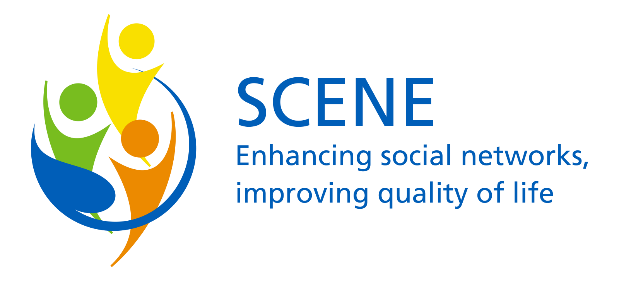 SCENE
Enhancing social networks,
improving quality of life